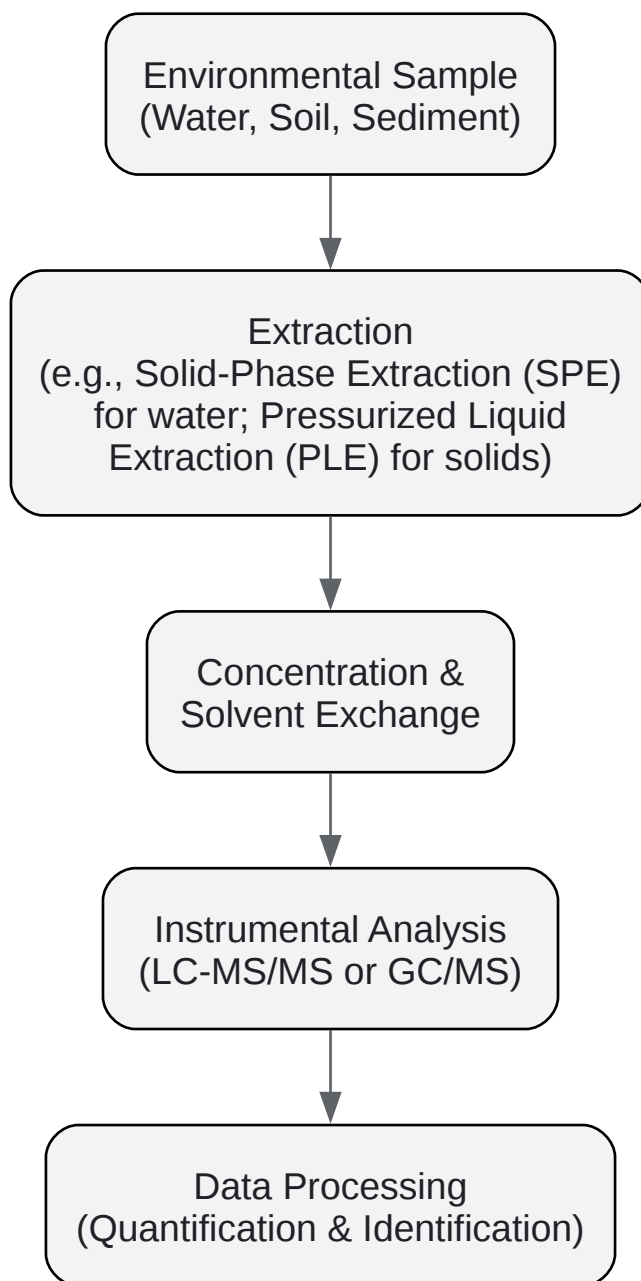 Environmental Sample
(Water, Soil, Sediment)
Extraction
(e.g., Solid-Phase Extraction (SPE)
for water; Pressurized Liquid
Extraction (PLE) for solids)
Concentration &
Solvent Exchange
Instrumental Analysis
(LC-MS/MS or GC/MS)
Data Processing
(Quantification & Identification)